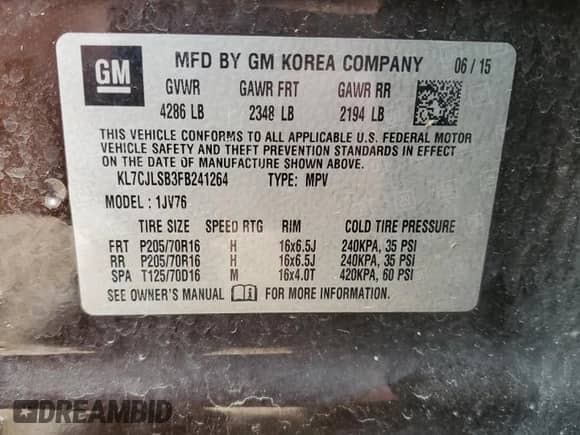 GM
MFD BY GM KOREA COMPANY 06 / 15
GVWR GAWR FRT GAWR RR
4286 LB 2348 LB 2194 LB
THIS VEHICLE CONFORMS TO ALL APPLICABLE U.S. FEDERAL MOTOR
VEHICLE SAFETY AND THEFT PREVENTION STANDARDS IN EFFECT
ON THE DATE OF MANUFACTURE SHOWN ABOVE.
KL7CJLSB3FB241264 TYPE: MPV
MODEL : 1JV76
TIRE SIZE SPEED RTG RIM COLD TIRE PRESSURE
FRT P205/70R16 H 16x6.5J 240KPA, 35 PSI
RR P205/70R16 H 16x6.5J 240KPA, 35 PSI
SPA T125/70D16 M 16x4.0T 420KPA, 60 PSI
SEE OWNER'S MANUAL FOR MORE INFORMATION.
DREAMBID